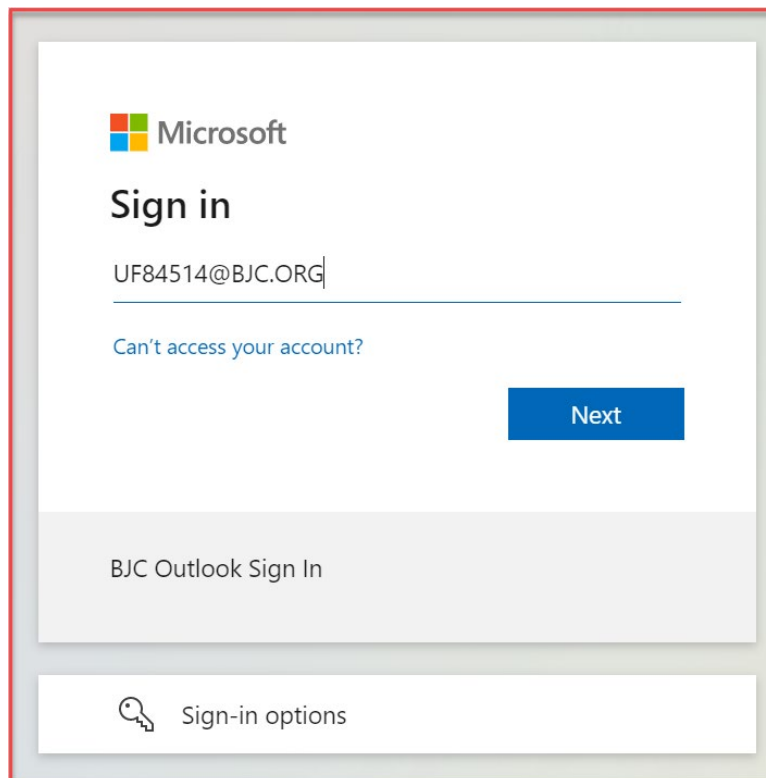 Microsoft
Sign in
UF84514@BJC.ORG
Can't access your account?
Next
BJC Outlook Sign In
Sign-in options